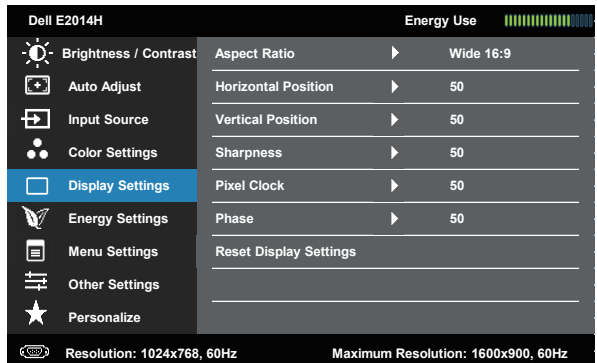 Dell E2014H Energy Use
Brightness / Contrast Aspect Ratio Wide 16:9
Auto Adjust Horizontal Position 50
Input Source Vertical Position 50
Color Settings Sharpness 50
Display Settings Pixel Clock 50
Energy Settings Phase 50
Menu Settings Reset Display Settings
Other Settings
Personalize
Resolution: 1024x768, 60Hz Maximum Resolution: 1600x900, 60Hz